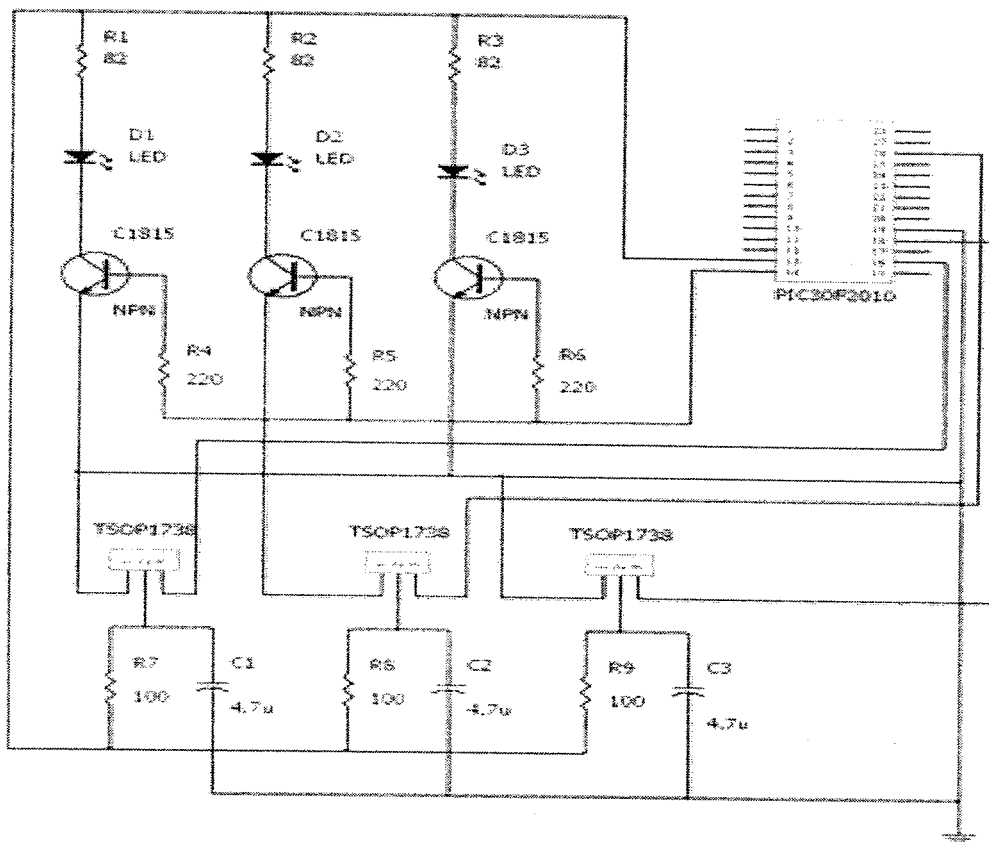 R1
82
R2
82
R3
82
D1
LED
D2
LED
D3
LED
C1815
C1815
C1815
NPN
NPN
NPN
PIC30F2010
R4
220
R5
220
R6
220
TSOP1738
TSOP1738
TSOP1738
R7
100
C1
4.7u
100
C2
4.7u
R9
100
C3
4.7u